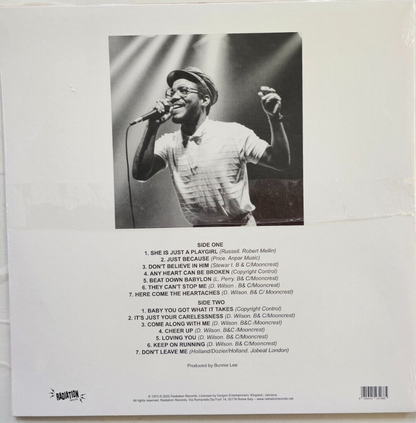 SIDE ONE
1. SHE IS JUST A PLAYGIRL (Russell. Robert Mellin)
2. JUST BECAUSE (Price. Anpar Music)
3. DON'T BELIEVE IN HIM (Stewart. B& C/Mooncrest)
4. ANY HEART CAN BE BROKEN (Copyright Control)
5. BEAT DOWN BABYLON (L. Perry. B& C/Mooncrest)
6. THEY CAN'T STOP ME (D. Wilson . B& C/Mooncrest)
7. HERE COME THE HEARTACHES (D. Wilson. B& C/ Mooncrest)
SIDE TWO
1. BABY YOU GOT WHAT IT TAKES (Copyright Control)
2. IT'S JUST YOUR CARELESSNESS (D. Wilson. B& C/Mooncrest)
3. COME ALONG WITH ME (D. Wilson. B&C /Mooncrest)
4. CHEER UP (D. Wilson. B&C /Mooncrest)
5. LOVING YOU (D. Wilson. B& C/Mooncrest)
6. KEEP ON RUNNING (D. Wilson. B& C/ Mooncrest)
7. DON'T LEAVE ME (Holland/Dozier/Holland. Jobeat London)
Produced by Bunnie Lee
RADIATION